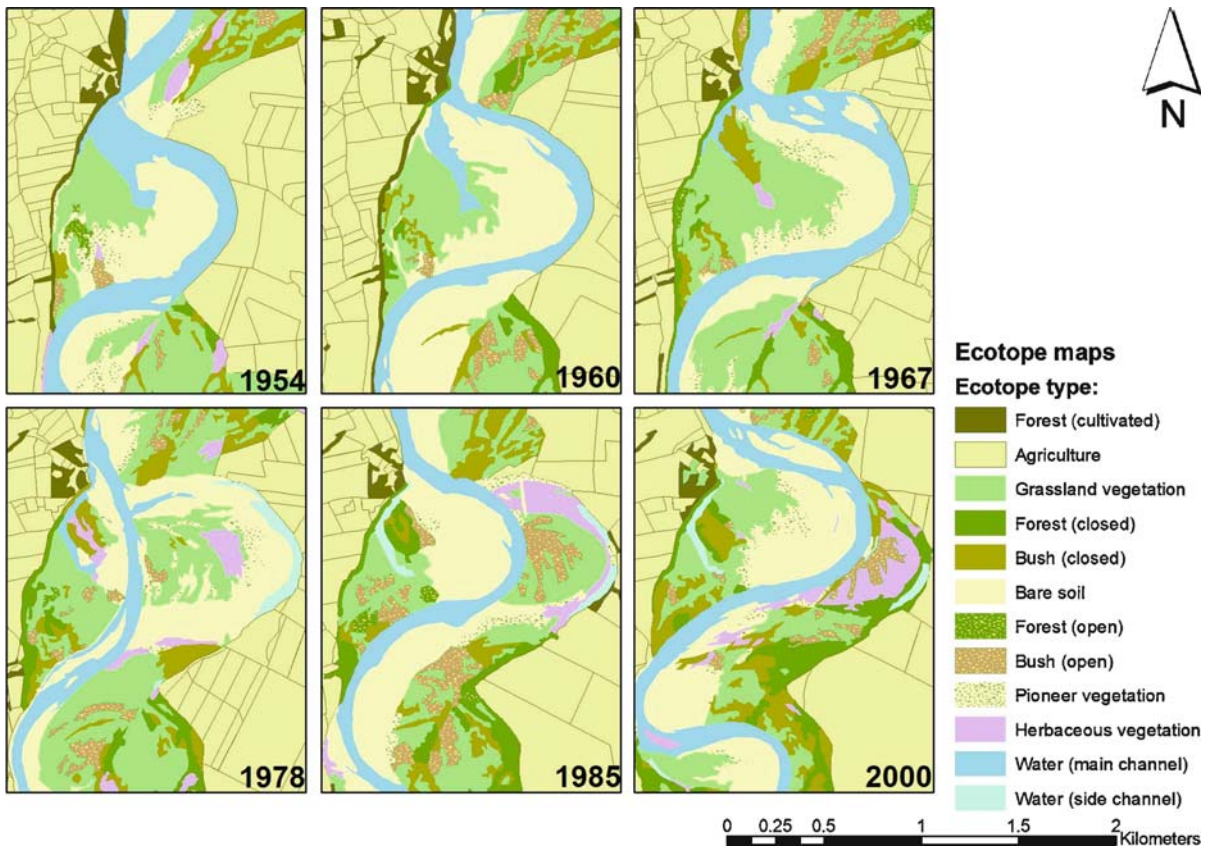 N
1954
1960
1967
1978
1985
2000
Ecotope maps
Ecotope type:
Forest (cultivated)
Agriculture
Grassland vegetation
Forest (closed)
Bush (closed)
Bare soil
Forest (open)
Bush (open)
Pioneer vegetation
Herbaceous vegetation
Water (main channel)
Water (side channel)
0 0.25 0.5 1 1.5 2
Kilometers